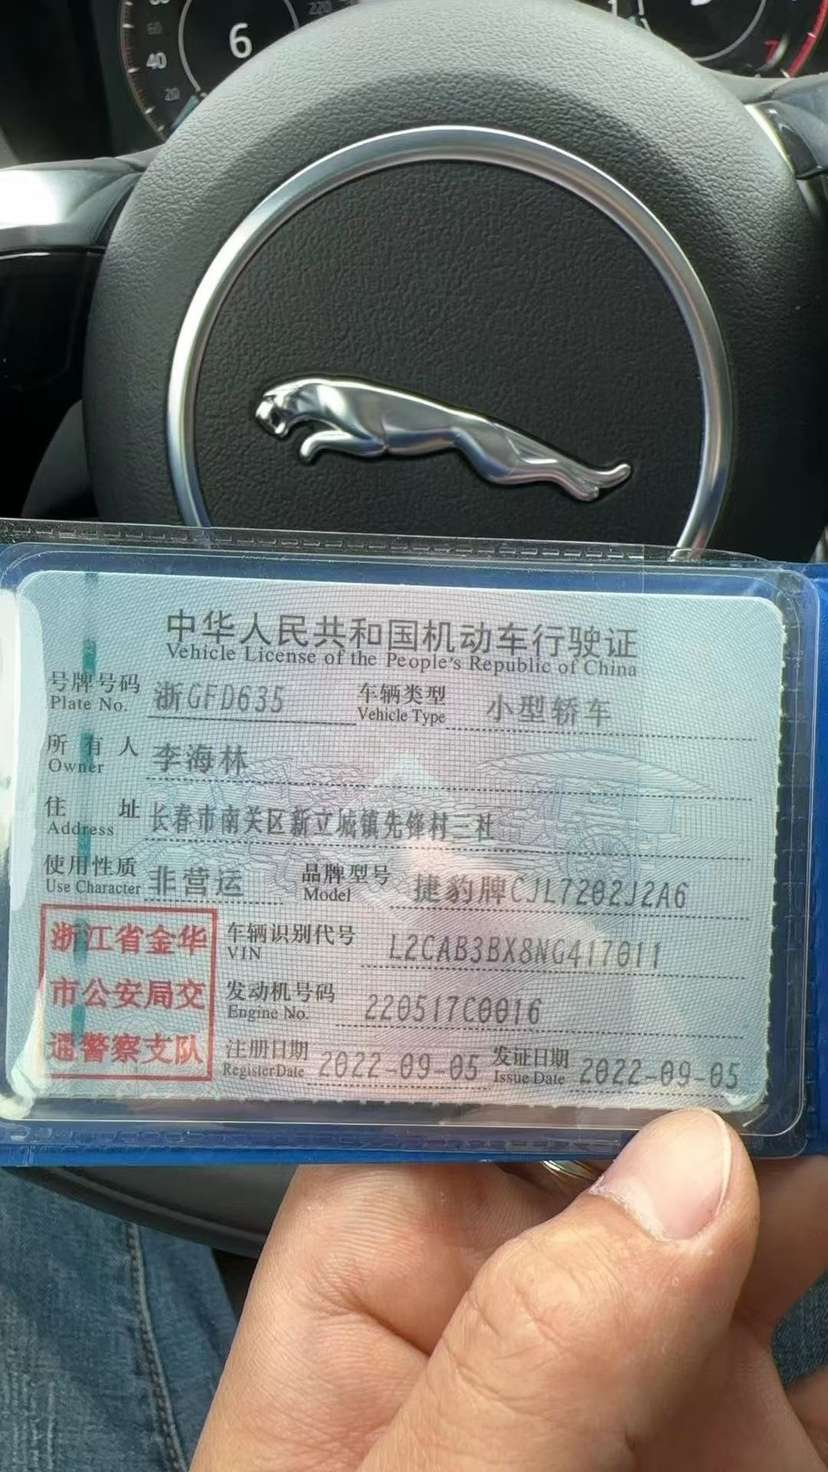 220
6
60
40
20
1
7
中华人民共和国机动车行驶证
Vehicle License of the People's Republic of China
号牌号码 浙GFD635 车辆类型 小型轿车
Plate No. Vehicle Type
所有人 李海林
Owner
住址 长春市南关区新立城镇先锋村三社
Address
使用性质 非营运 品牌型号 捷豹牌CJL7202J2A6
Use Character Model
浙江省金华
市公安局交
通警察支队
车辆识别代号 L2CAB3BX8NG417011
VIN
发动机号码 220517C0016
Engine No.
注册日期 2022-09-05 发证日期 2022-09-05
Register Date Issue Date